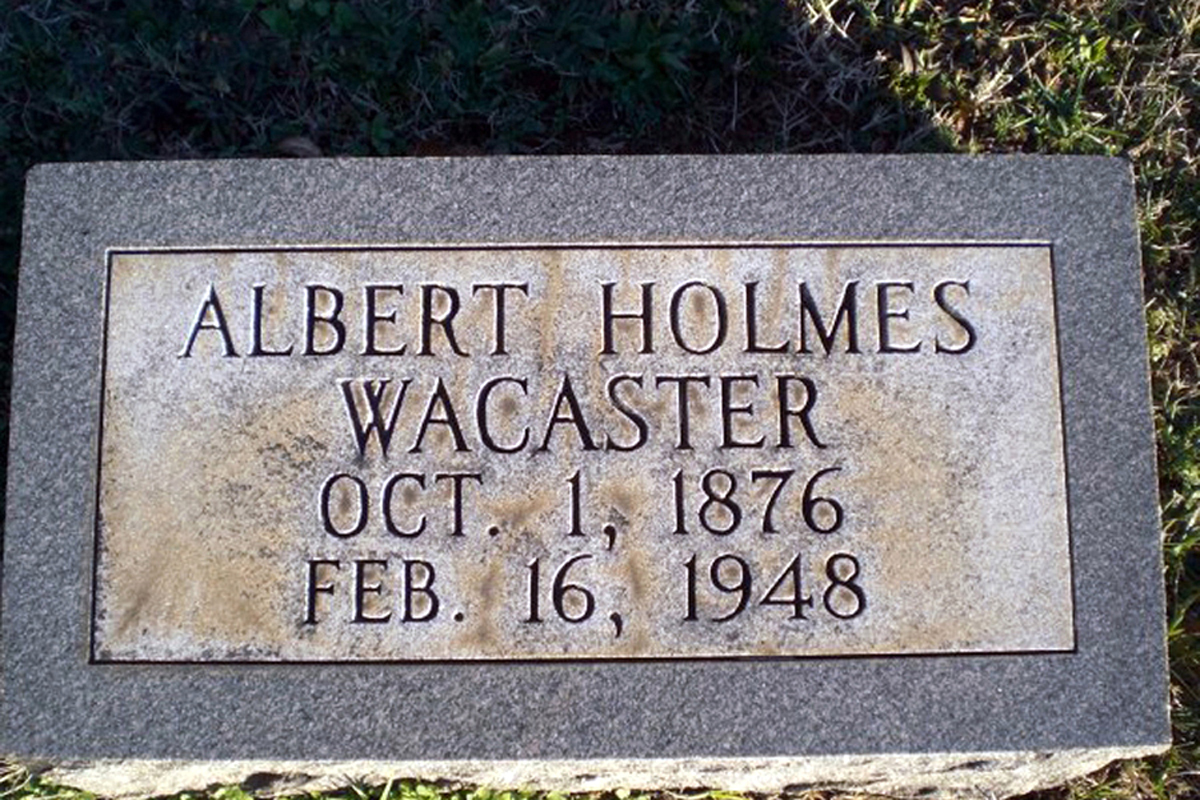 ALBERT HOLMES
WACASTER
OCT. 1, 1876
FEB. 16, 1948